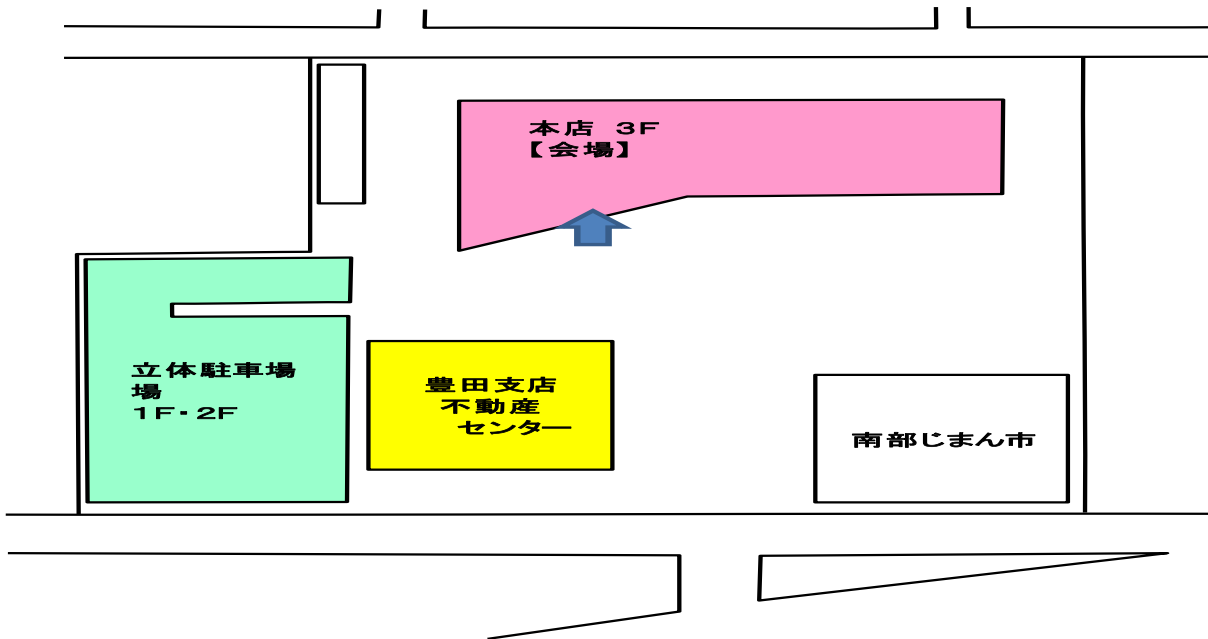 本店 3F
【会場】
立体駐車場
場
1F・2F
豊田支店
不動産
センター
南部じまん市